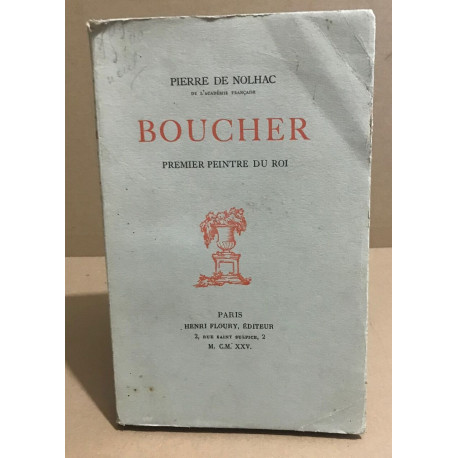 PIERRE DE NOLHAC
DE L'ACADÉMIE FRANÇAISE
BOUCHER
PREMIER PEINTRE DU ROI
PARIS
HENRI FLOURY, ÉDITEUR
2, RUE SAINT SULPICE, 2
M. C.M. XXV.